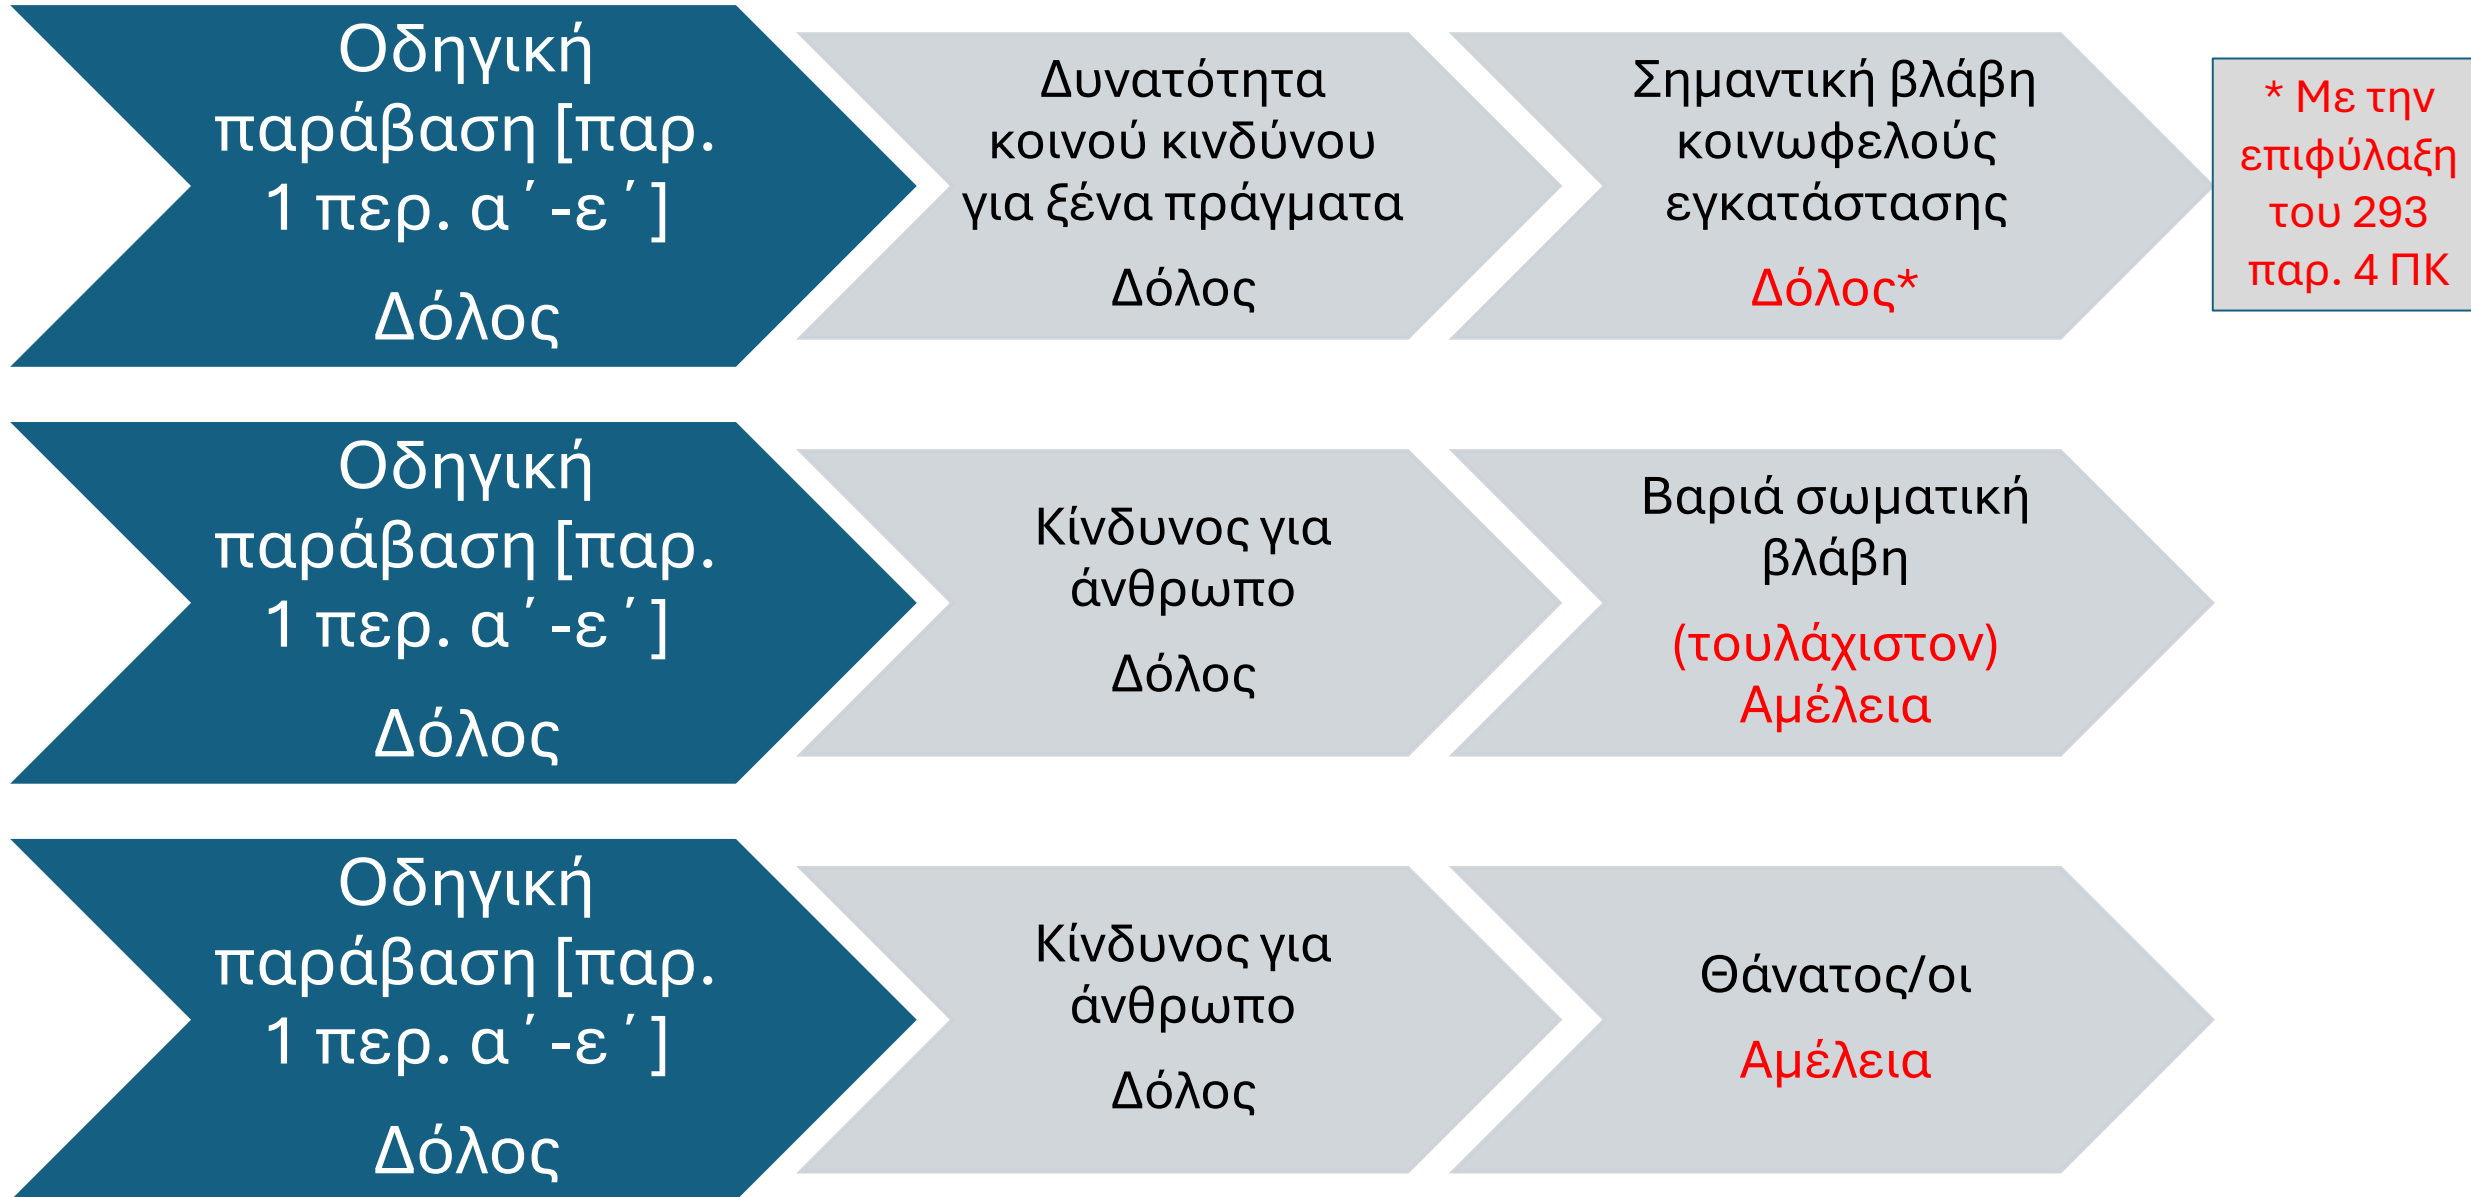 Οδηγική
παράβαση [παρ.
1 περ. α΄-ε΄]
Δόλος
Δυνατότητα
κοινού κινδύνου
για ξένα πράγματα
Δόλος
Σημαντική βλάβη
κοινωφελούς
εγκατάστασης
Δόλος*
* Με την
επιφύλαξη
του 293
παρ. 4 ΠΚ
Οδηγική
παράβαση [παρ.
1 περ. α΄-ε΄]
Δόλος
Κίνδυνος για
άνθρωπο
Δόλος
Βαριά σωματική
βλάβη
(τουλάχιστον)
Αμέλεια
Οδηγική
παράβαση [παρ.
1 περ. α΄-ε΄]
Δόλος
Κίνδυνος για
άνθρωπο
Δόλος
Θάνατος/οι
Αμέλεια